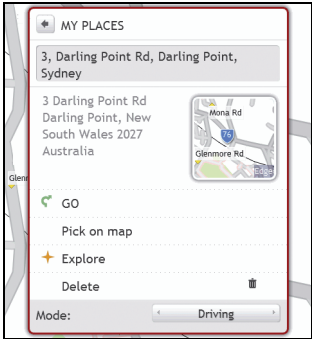 MY PLACES
3, Darling Point Rd, Darling Point,
Sydney
3 Darling Point Rd
Darling Point, New
South Wales 2027
Australia
Mona Rd
76
Glenmore Rd
Edge
Glenn
GO
Pick on map
Explore
Delete
Mode:
Driving